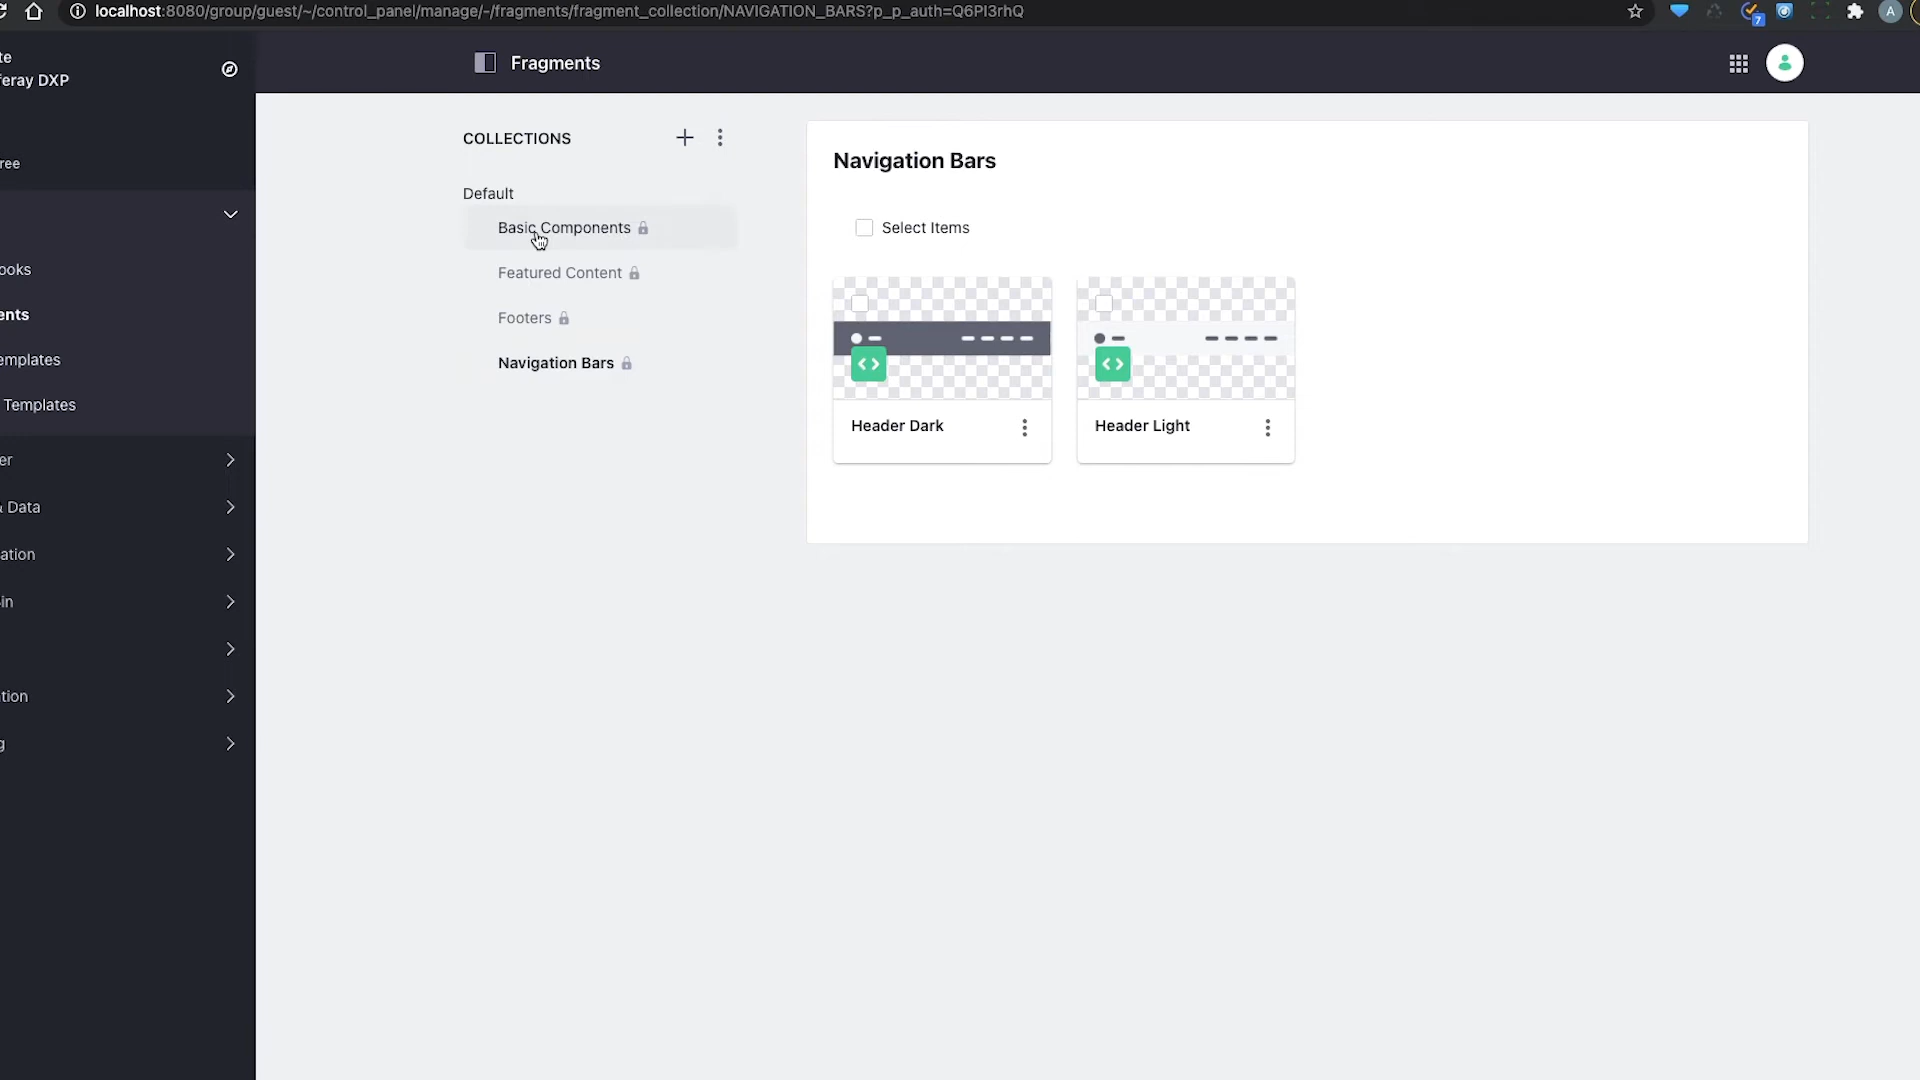 localhost:8080/group/guest/~/control_panel/manage/-/fragments/fragment_collection/NAVIGATION_BARS?p_p_auth=Q6PI3rhQ
7
A
te
feray DXP
Fragments
ree
ooks
ents
emplates
Templates
er
& Data
ation
in
tion
g
COLLECTIONS
Default
Basic Components
Featured Content
Footers
Navigation Bars
Navigation Bars
Select Items
Header Dark
Header Light